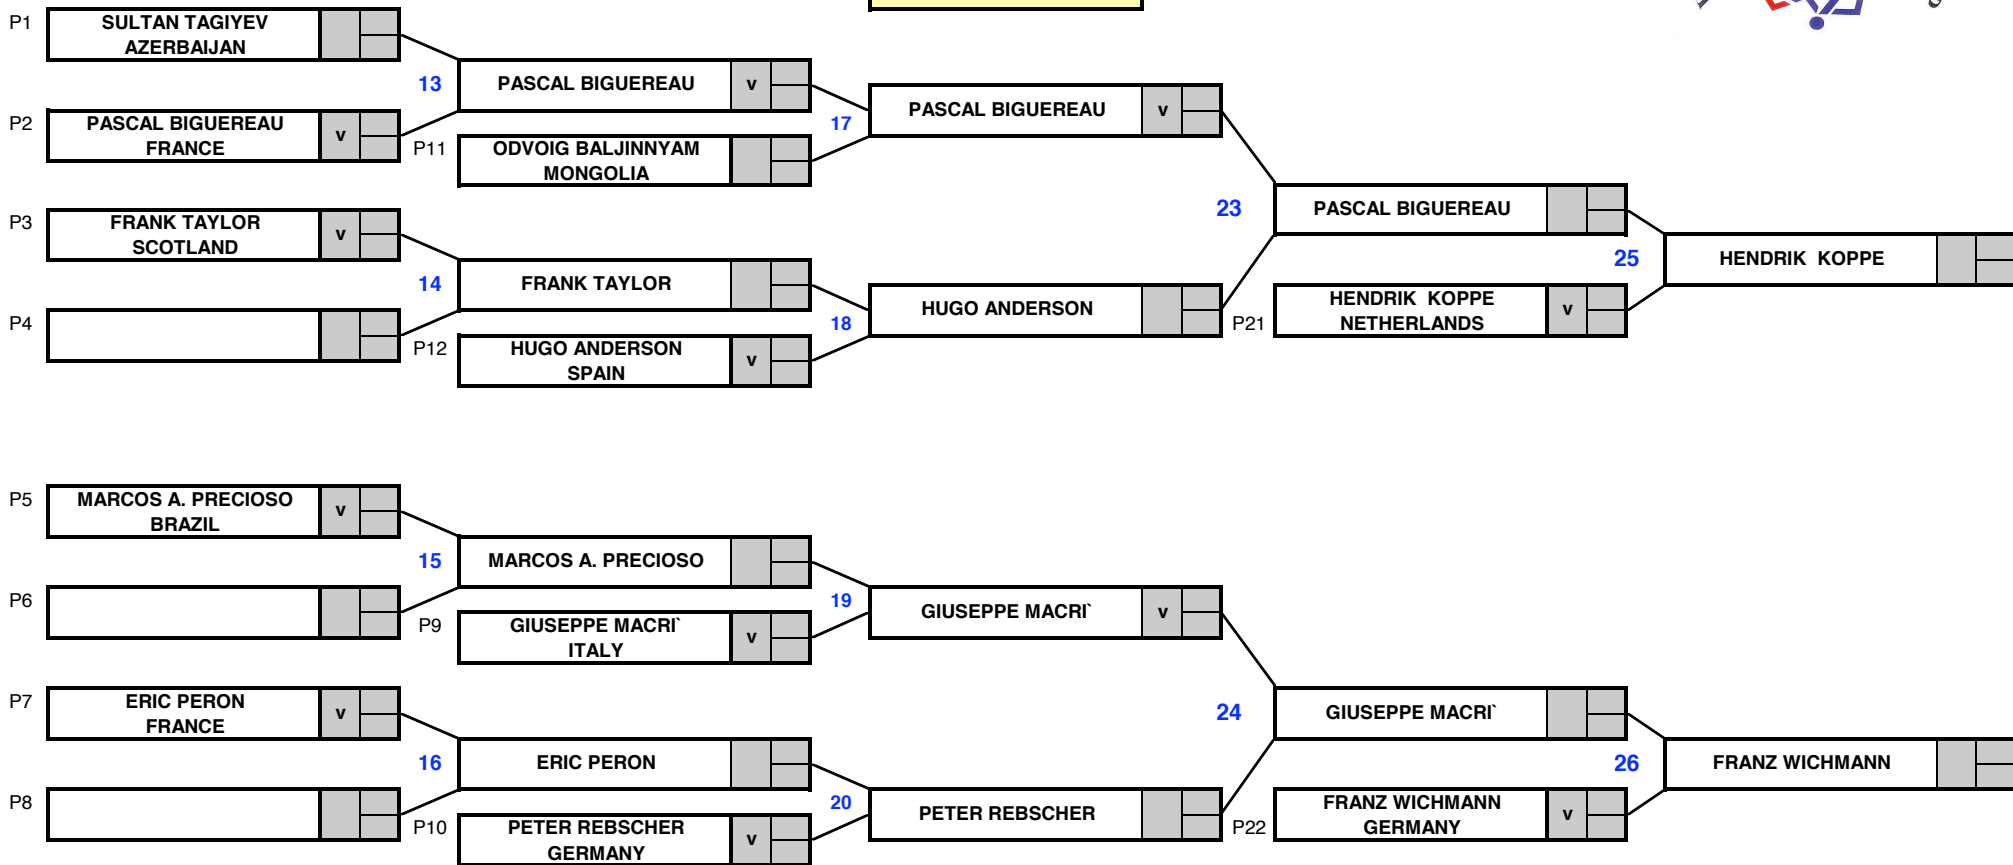 P1
SULTAN TAGIYEV
AZERBAIJAN
13
PASCAL BIGUEREAU
v
PASCAL BIGUEREAU
v
P2
PASCAL BIGUEREAU
FRANCE
v
P11
ODVOIG BALJINNYAM
MONGOLIA
17
P3
FRANK TAYLOR
SCOTLAND
v
23
PASCAL BIGUEREAU
14
FRANK TAYLOR
25
HENDRIK  KOPPE
P4
P12
HUGO ANDERSON
SPAIN
v
18
HUGO ANDERSON
P21
HENDRIK  KOPPE
NETHERLANDS
v
P5
MARCOS A. PRECIOSO
BRAZIL
v
15
MARCOS A. PRECIOSO
P6
P9
GIUSEPPE MACRI`
ITALY
v
19
GIUSEPPE MACRI`
v
P7
ERIC PERON
FRANCE
v
24
GIUSEPPE MACRI`
16
ERIC PERON
26
FRANZ WICHMANN
P8
P10
PETER REBSCHER
GERMANY
v
20
PETER REBSCHER
P22
FRANZ WICHMANN
GERMANY
v